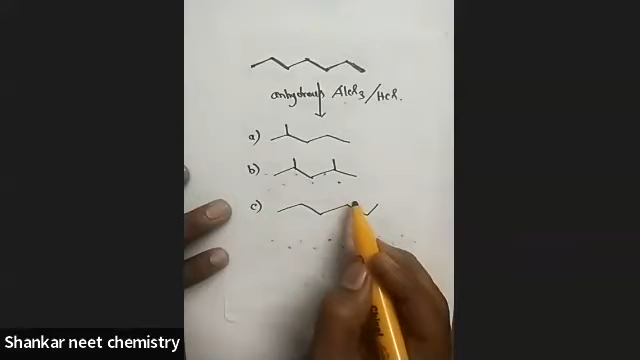 anhydrous AlCl3/HCl.
a)
b)
c)
Shankar neet chemistry